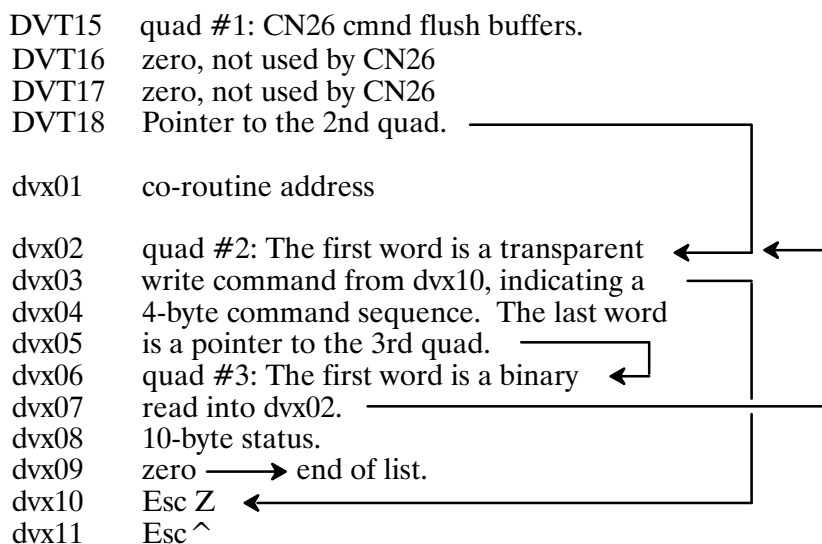 DVT15 quad #1: CN26 cmnd flush buffers.
DVT16 zero, not used by CN26
DVT17 zero, not used by CN26
DVT18 Pointer to the 2nd quad.
dvx01 co-routine address
dvx02 quad #2: The first word is a transparent
dvx03 write command from dvx10, indicating a
dvx04 4-byte command sequence. The last word
dvx05 is a pointer to the 3rd quad.
dvx06 quad #3: The first word is a binary
dvx07 read into dvx02.
dvx08 10-byte status.
dvx09 zero → end of list.
dvx10 Esc Z
dvx11 Esc ^